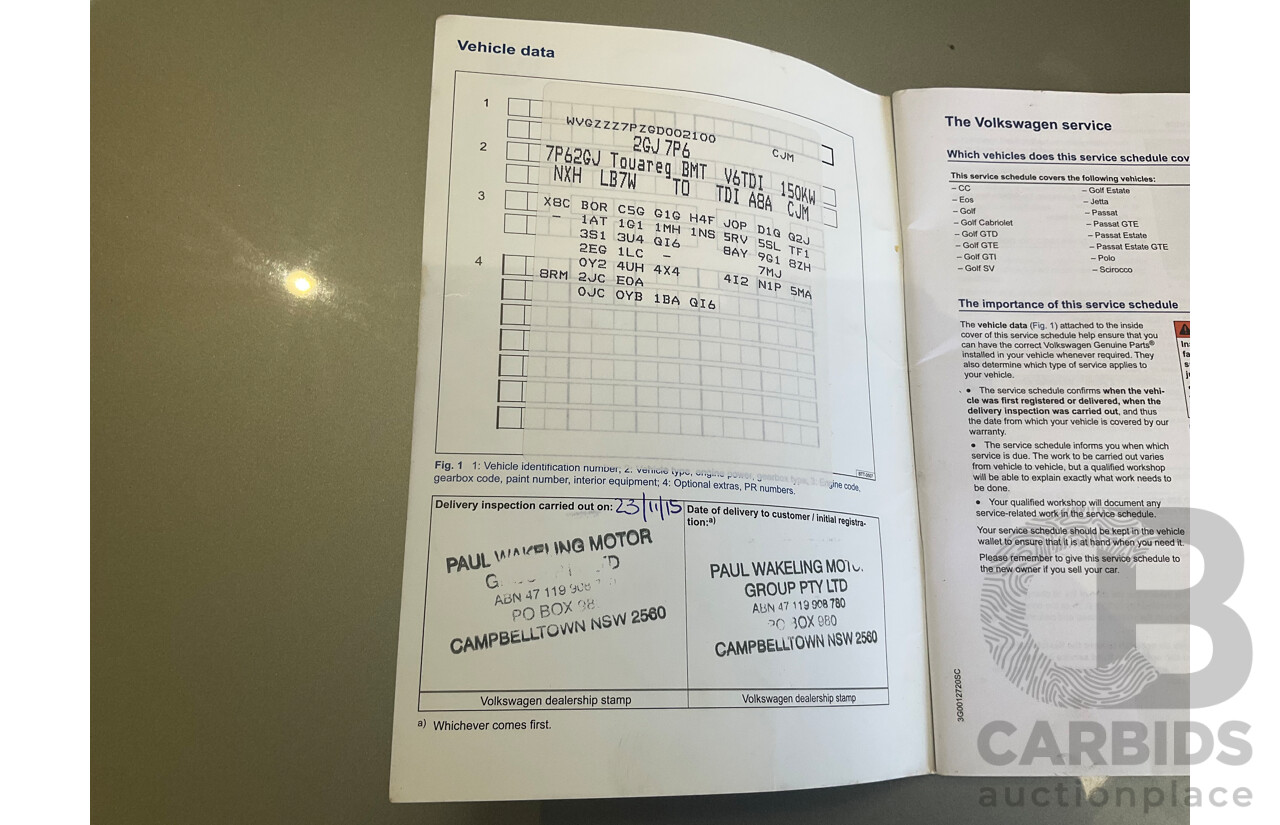 Vehicle data
1
WVGZZZ7PZGD002100
2GJ 7P6 CJM
2
7P62GJ Touareg BMT V6TDI 150KW
NXH LB7W TO TDI A8A CJM
3
X8C BOR C5G G1G H4F JOP D1G Q2J
- 1AT 1G1 1MH 1NS 5RV 5SL TF1
3S1 3U4 QI6 8AY 9G1 8ZH
2EG 1LC - 7MJ
4
0Y2 4UH 4X4 4I2 N1P 5MA
8RM 2JC E0A
0JC 0YB 1BA QI6
Fig. 1 1: Vehicle identification number; 2: Vehicle type, engine power, gearbox type, 3: Engine code,
gearbox code, paint number, interior equipment; 4: Optional extras, PR numbers.
Delivery inspection carried out on: 23/11/15
PAUL WAKELING MOTOR
ABN 47 119 908
PO BOX 98
CAMPBELLTOWN NSW 2560
Volkswagen dealership stamp
Date of delivery to customer / initial registra-
tion:a)
PAUL WAKELING MOTO
GROUP PTY LTD
ABN 47 119 908 780
PO BOX 980
CAMPBELLTOWN NSW 2560
Volkswagen dealership stamp
a) Whichever comes first.
The Volkswagen service
Which vehicles does this service schedule cov
This service schedule covers the following vehicles:
– CC
– Eos
– Golf
– Golf Cabriolet
– Golf GTD
– Golf GTE
– Golf GTI
– Golf SV
– Golf Estate
– Jetta
– Passat
– Passat GTE
– Passat Estate
– Passat Estate GTE
– Polo
– Scirocco
The importance of this service schedule
The vehicle data (Fig. 1) attached to the inside
cover of this service schedule help ensure that you
can have the correct Volkswagen Genuine Parts®
installed in your vehicle whenever required. They
also determine which type of service applies to
your vehicle.
• The service schedule confirms when the vehi-
cle was first registered or delivered, when the
delivery inspection was carried out, and thus
the date from which your vehicle is covered by our
warranty.
• The service schedule informs you when which
service is due. The work to be carried out varies
from vehicle to vehicle, but a qualified workshop
will be able to explain exactly what work needs to
be done.
• Your qualified workshop will document any
service-related work in the service schedule.
Your service schedule should be kept in the vehicle
wallet to ensure that it is at hand when you need it.
Please remember to give this service schedule to
the new owner if you sell your car.
In
fa
s
3G0012720SC
CB
CARBIDS
auctionplace